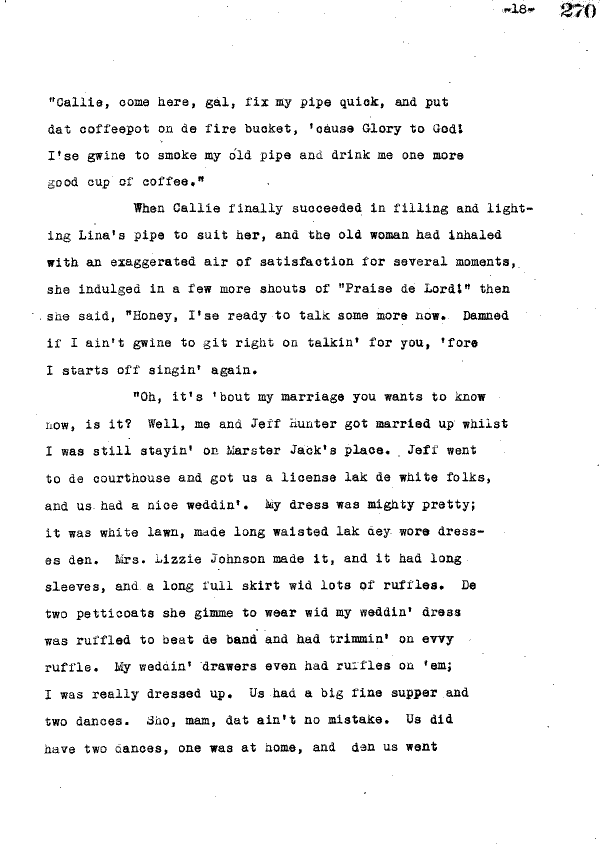 -18- 270
"Callie, come here, gal, fix my pipe quick, and put
dat coffeepot on de fire bucket, 'cause Glory to God!
I'se gwine to smoke my old pipe and drink me one more
good cup of coffee."
When Callie finally succeeded in filling and light-
ing Lina's pipe to suit her, and the old woman had inhaled
with an exaggerated air of satisfaction for several moments,
she indulged in a few more shouts of "Praise de Lord!" then
she said, "Honey, I'se ready to talk some more now. Damned
if I ain't gwine to git right on talkin' for you, 'fore
I starts off singin' again.
"Oh, it's 'bout my marriage you wants to know
now, is it? Well, me and Jeff Hunter got married up whilst
I was still stayin' on Marster Jack's place. Jeff went
to de courthouse and got us a license lak de white folks,
and us had a nice weddin'. My dress was mighty pretty;
it was white lawn, made long waisted lak dey wore dress-
es den. Mrs. Lizzie Johnson made it, and it had long
sleeves, and a long full skirt wid lots of ruffles. De
two petticoats she gimme to wear wid my weddin' dress
was ruffled to beat de band and had trimmin' on evvy
ruffle. My weddin' drawers even had ruffles on 'em;
I was really dressed up. Us had a big fine supper and
two dances. Sho, mam, dat ain't no mistake. Us did
have two dances, one was at home, and den us went